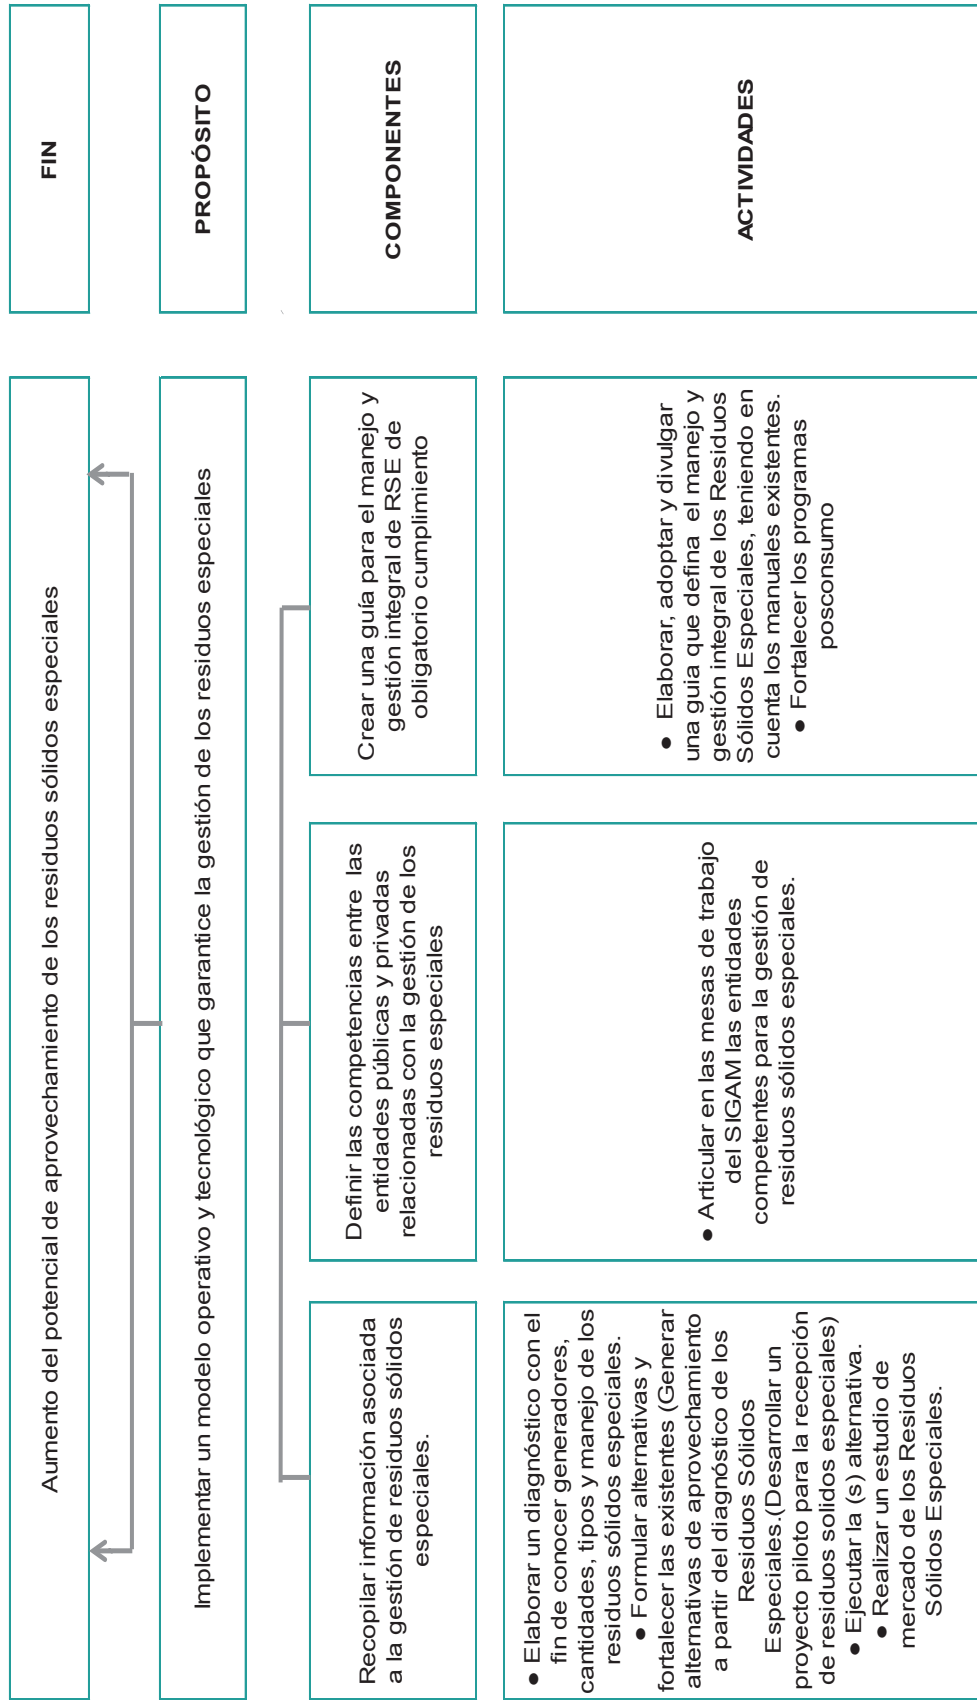 Aumento del potencial de aprovechamiento de los residuos sólidos especiales
FIN
Implementar un modelo operativo y tecnológico que garantice la gestión de los residuos especiales
PROPÓSITO
Recopilar información asociada
a la gestión de residuos sólidos
especiales.
Definir las competencias entre las
entidades públicas y privadas
relacionadas con la gestión de los
residuos especiales
Crear una guía para el manejo y
gestión integral de RSE de
obligatorio cumplimiento
COMPONENTES
● Elaborar un diagnóstico con el
fin de conocer generadores,
cantidades, tipos y manejo de los
residuos sólidos especiales.
● Formular alternativas y
fortalecer las existentes (Generar
alternativas de aprovechamiento
a partir del diagnóstico de los
Residuos Sólidos
Especiales.(Desarrollar un
proyecto piloto para la recepción
de residuos solidos especiales)
● Ejecutar la (s) alternativa.
● Realizar un estudio de
mercado de los Residuos
Sólidos Especiales.
● Articular en las mesas de trabajo
del SIGAM las entidades
competentes para la gestión de
residuos sólidos especiales.
● Elaborar, adoptar y divulgar
una guia que defina el manejo y
gestión integral de los Residuos
Sólidos Especiales, teniendo en
cuenta los manuales existentes.
● Fortalecer los programas
posconsumo
ACTIVIDADES